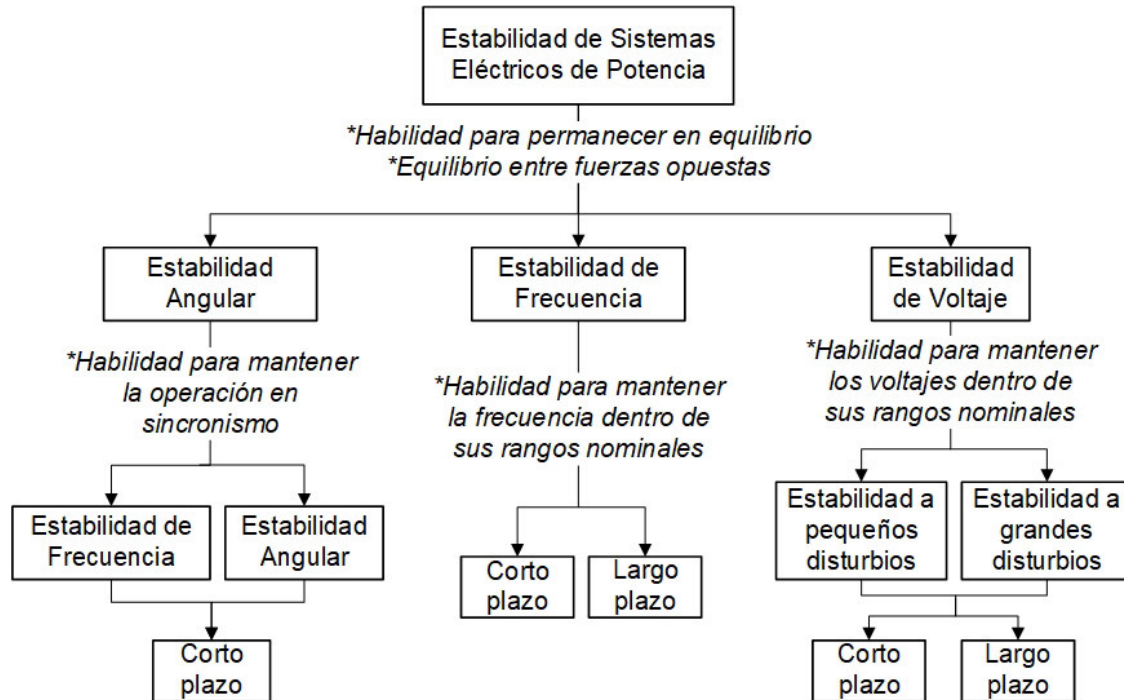 Estabilidad de Sistemas
Eléctricos de Potencia
*Habilidad para permanecer en equilibrio
*Equilibrio entre fuerzas opuestas
Estabilidad
Angular
Estabilidad de
Frecuencia
Estabilidad
de Voltaje
*Habilidad para mantener
la operación en
sincronismo
*Habilidad para mantener
la frecuencia dentro de
sus rangos nominales
*Habilidad para mantener
los voltajes dentro de
sus rangos nominales
Estabilidad de
Frecuencia
Estabilidad
Angular
Corto
plazo
Largo
plazo
Estabilidad a
pequeños
disturbios
Estabilidad a
grandes
disturbios
Corto
plazo
Corto
plazo
Largo
plazo